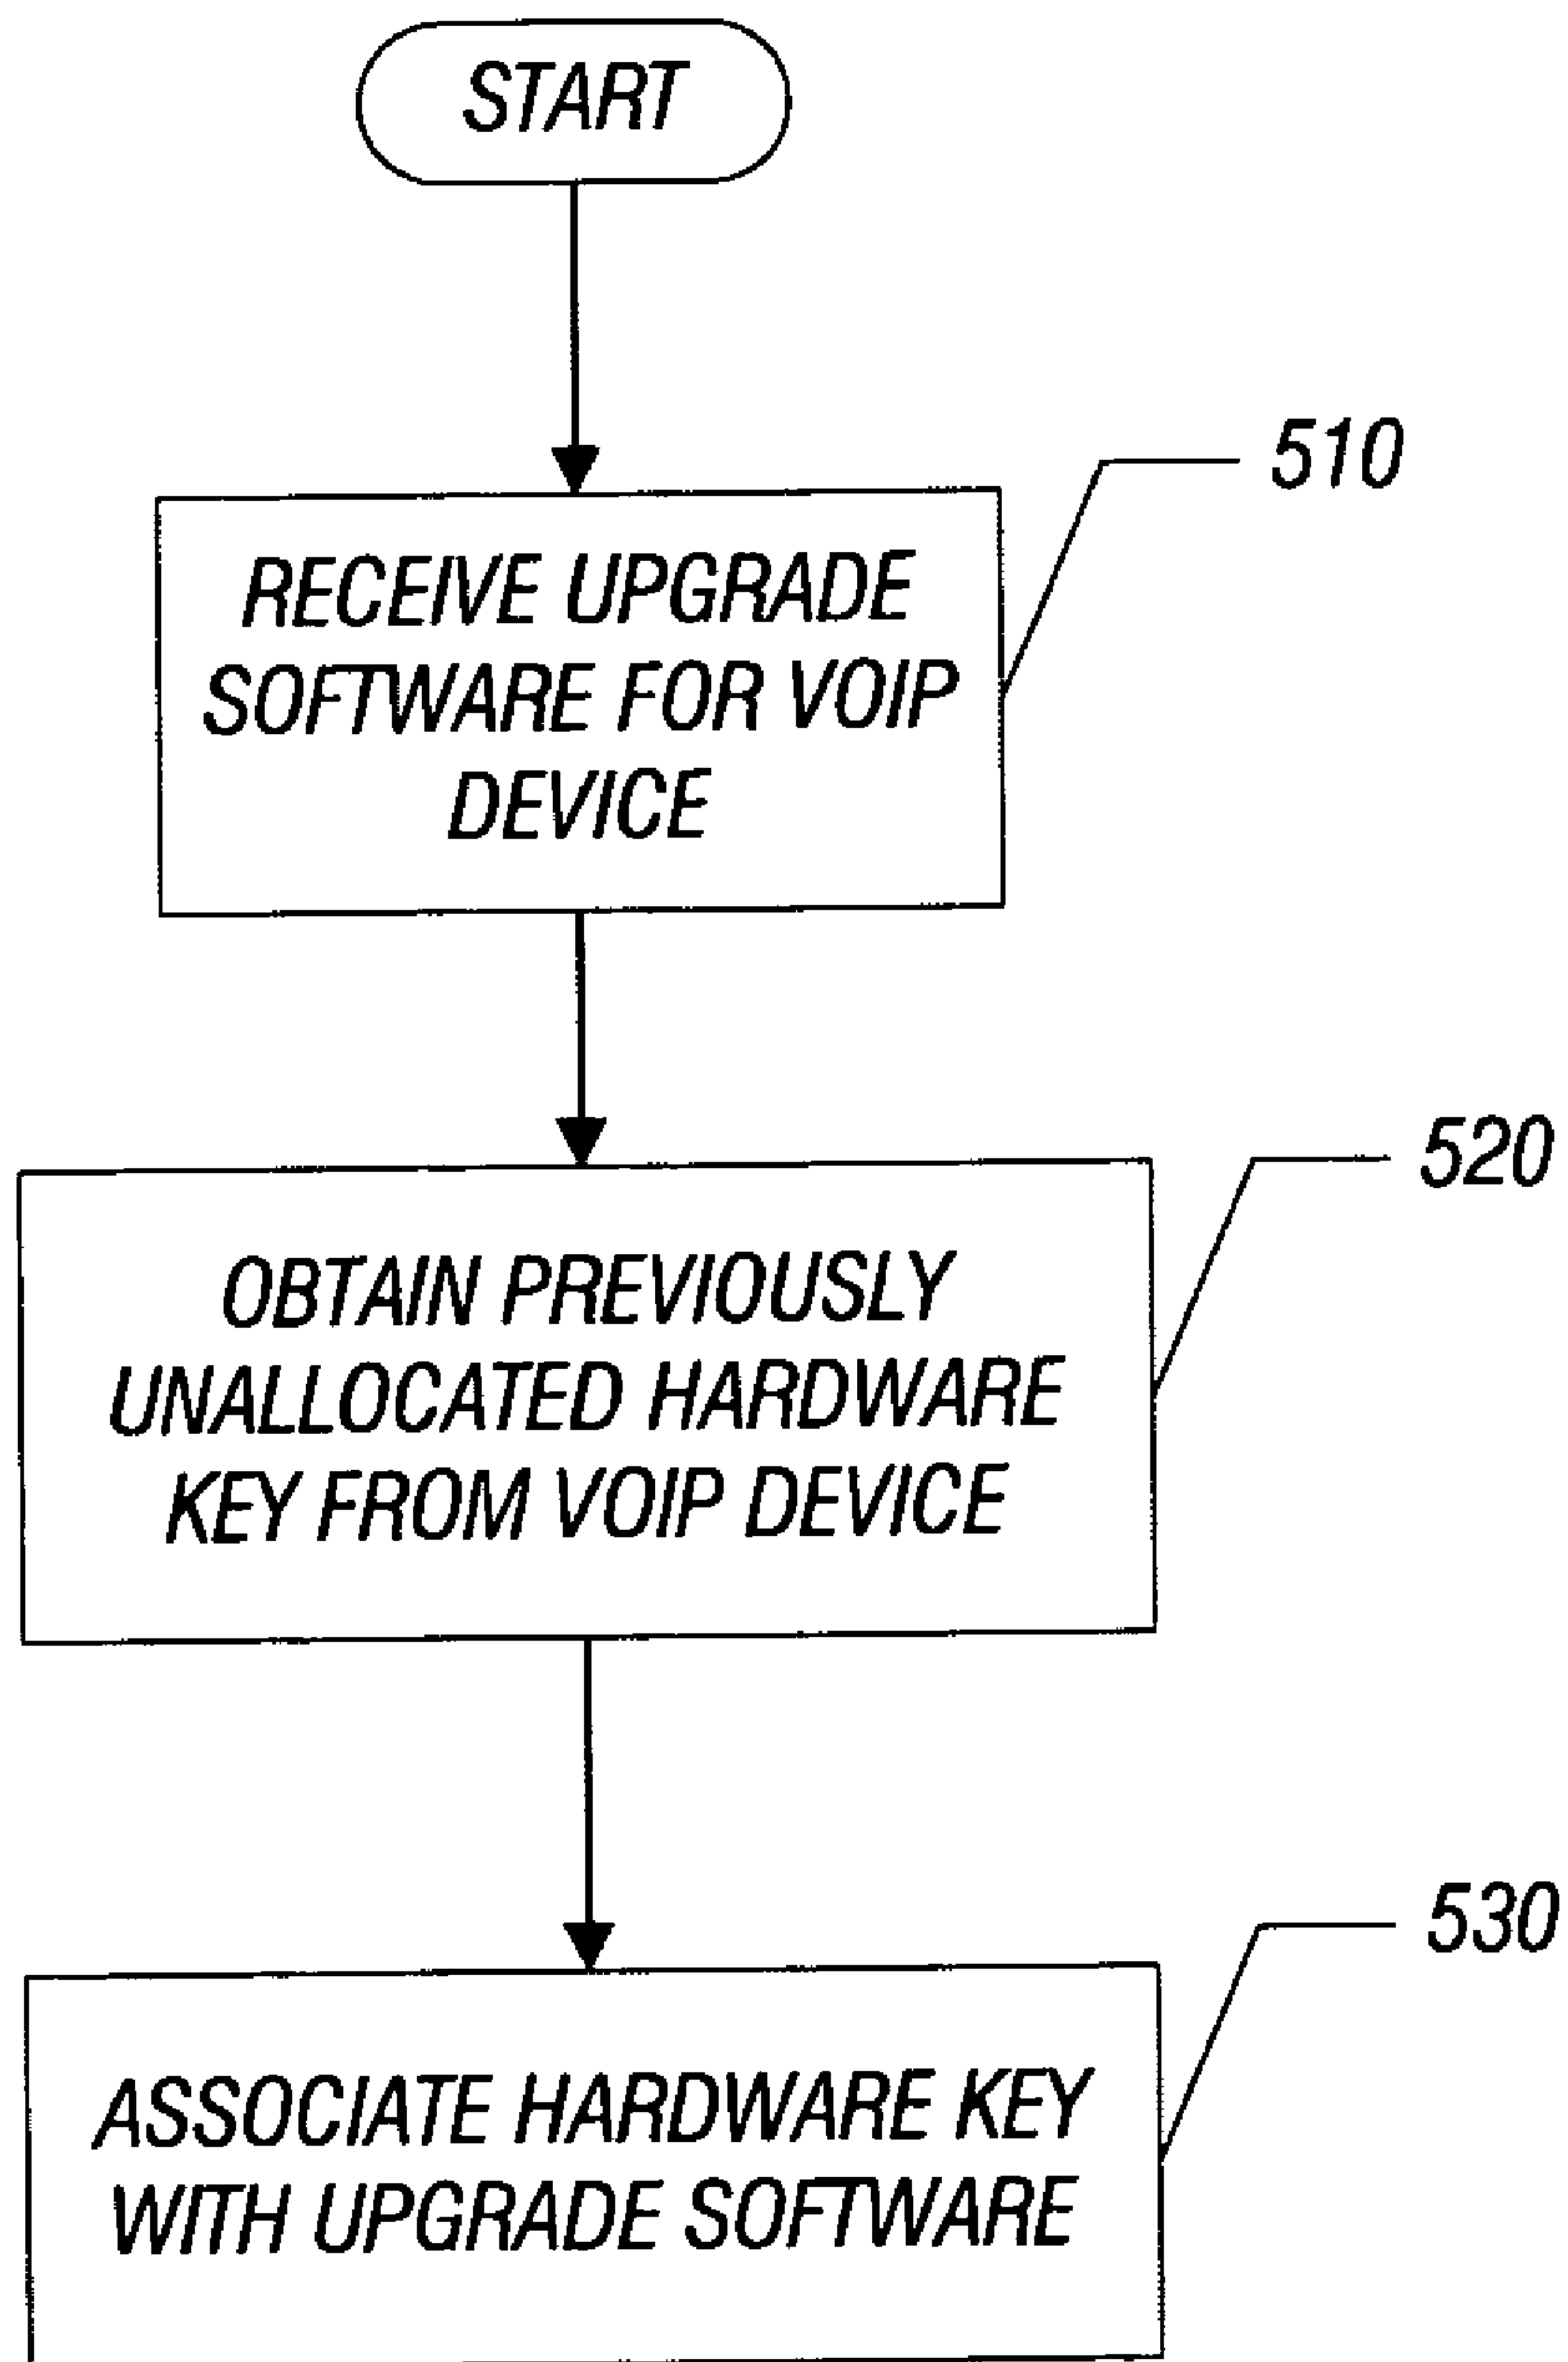 START
510
RECEIVE UPGRADE
SOFTWARE FOR VOIP
DEVICE
520
OBTAIN PREVIOUSLY
UNALLOCATED HARDWARE
KEY FROM VOIP DEVICE
530
ASSOCIATE HARDWARE KEY
WITH UPGRADE SOFTWARE